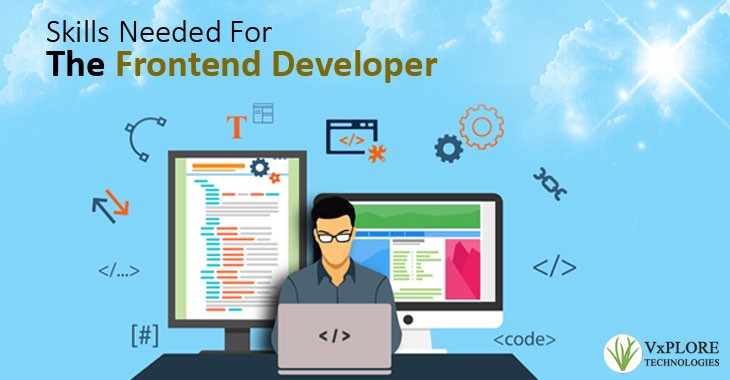 Skills Needed For
The Frontend Developer
T
</>
</...>
</>
[#]
</>
<code>
VxPLORE
TECHNOLOGIES